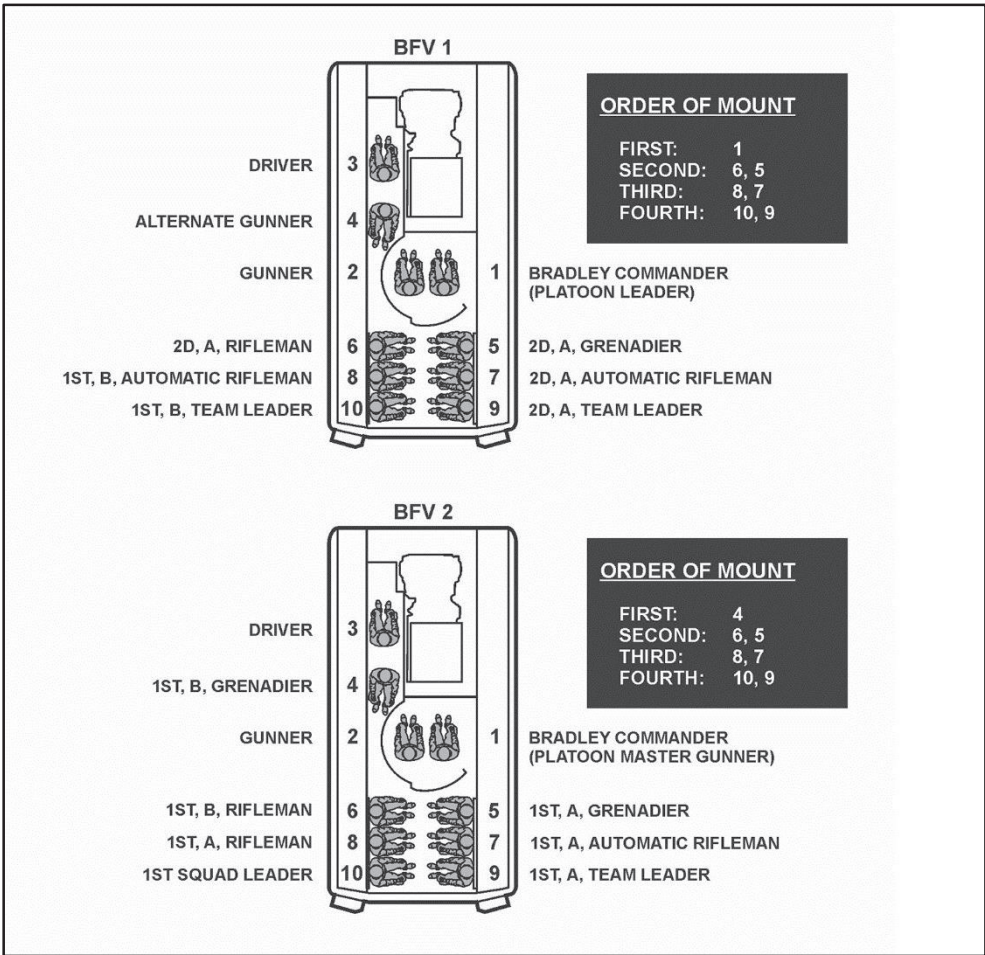 BFV 1
ORDER OF MOUNT
FIRST: 1
SECOND: 6, 5
THIRD: 8, 7
FOURTH: 10, 9
DRIVER 3
ALTERNATE GUNNER 4
GUNNER 2
1 BRADLEY COMMANDER
(PLATOON LEADER)
2D, A, RIFLEMAN 6
5 2D, A, GRENADIER
1ST, B, AUTOMATIC RIFLEMAN 8
7 2D, A, AUTOMATIC RIFLEMAN
1ST, B, TEAM LEADER 10
9 2D, A, TEAM LEADER
BFV 2
ORDER OF MOUNT
FIRST: 4
SECOND: 6, 5
THIRD: 8, 7
FOURTH: 10, 9
DRIVER 3
1ST, B, GRENADIER 4
GUNNER 2
1 BRADLEY COMMANDER
(PLATOON MASTER GUNNER)
1ST, B, RIFLEMAN 6
5 1ST, A, GRENADIER
1ST, A, RIFLEMAN 8
7 1ST, A, AUTOMATIC RIFLEMAN
1ST SQUAD LEADER 10
9 1ST, A, TEAM LEADER